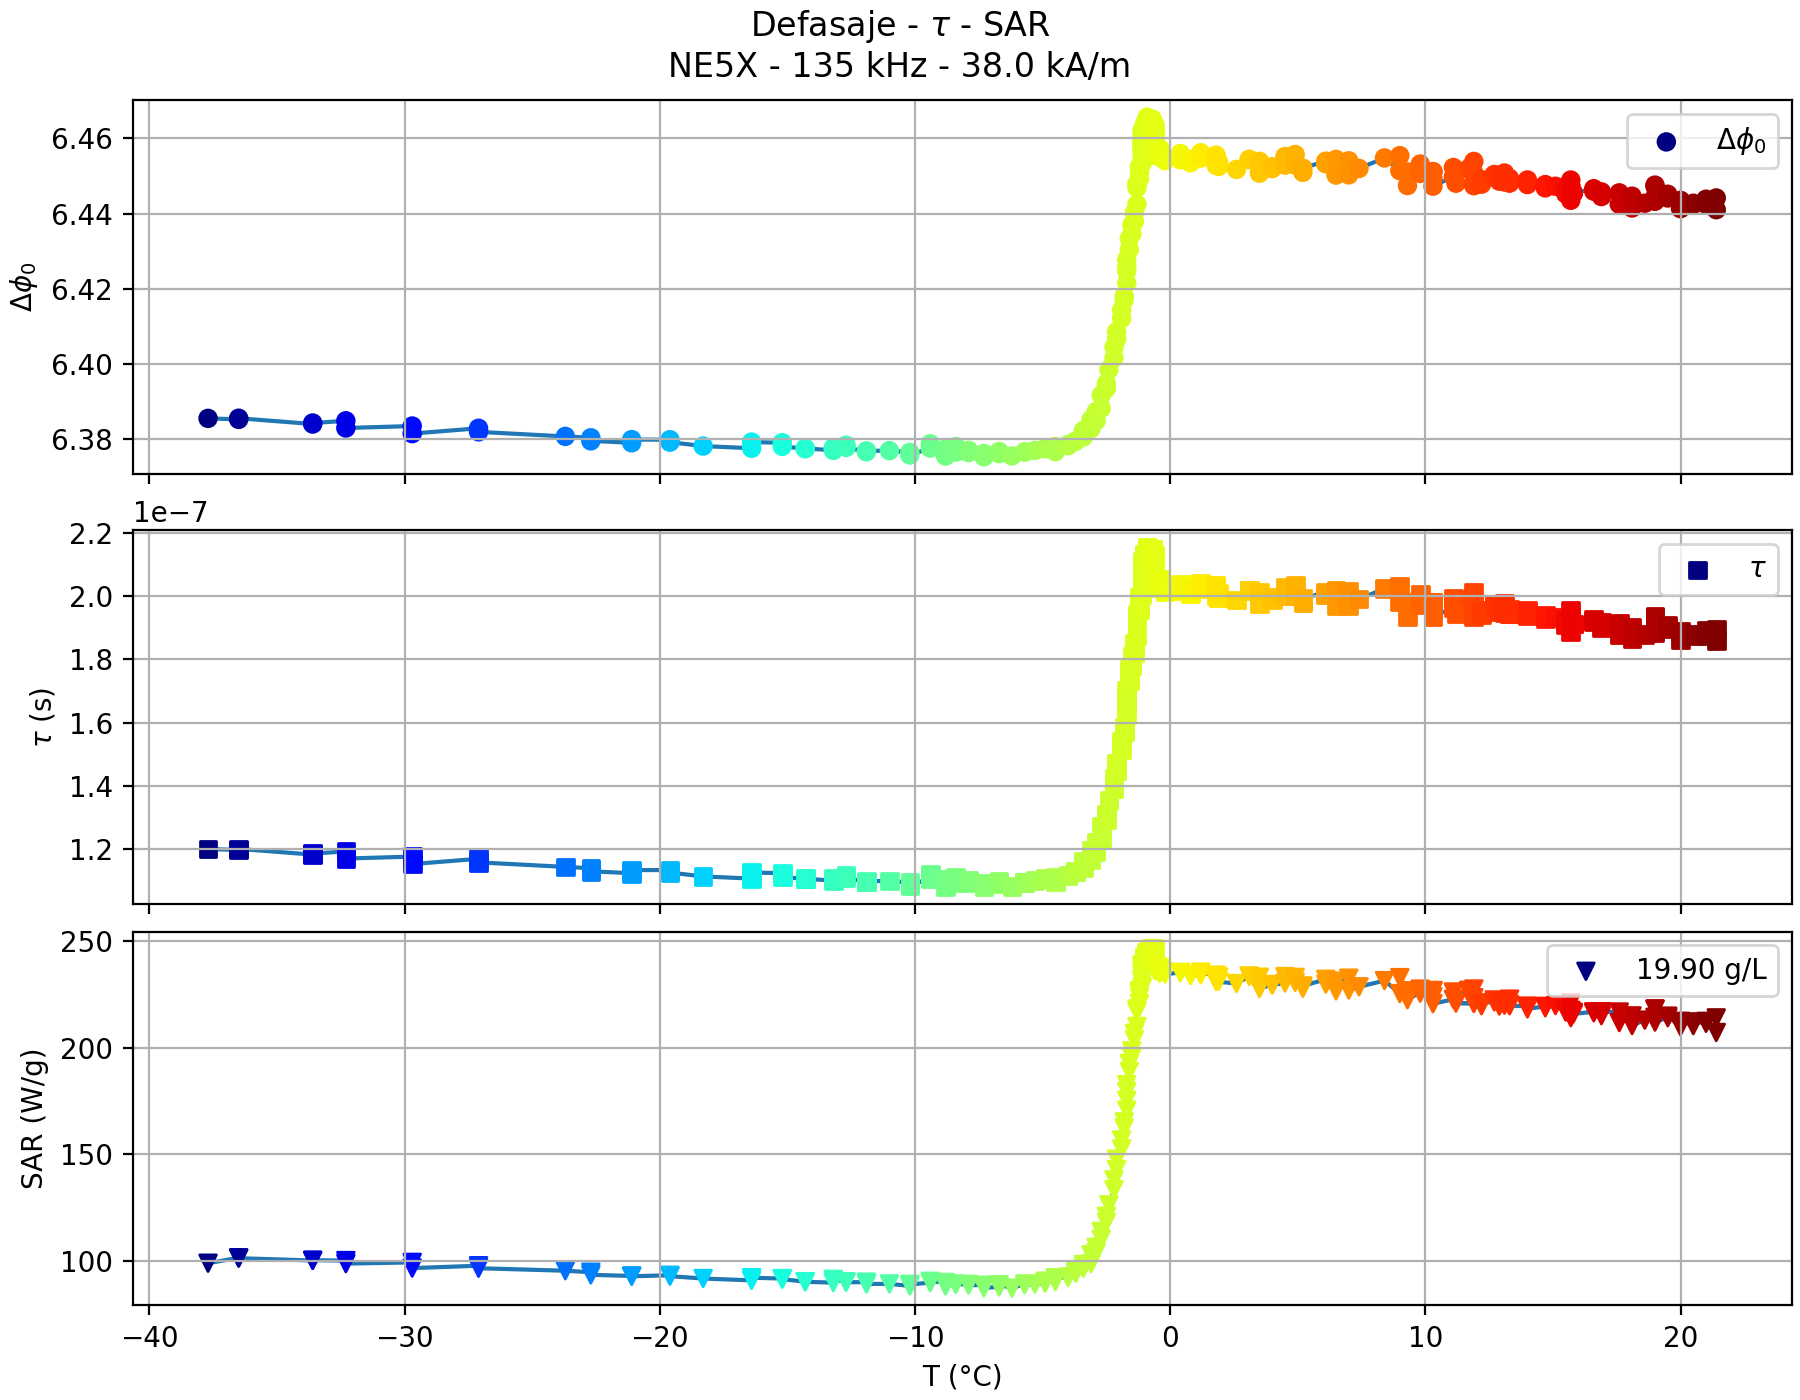 Defasaje - τ - SAR
NE5X - 135 kHz - 38.0 kA/m
6.46
6.44
6.42
6.40
6.38
Δϕ₀
Δϕ₀
1e−7
2.2
2.0
1.8
1.6
1.4
1.2
τ (s)
τ
250
200
150
100
SAR (W/g)
19.90 g/L
−40 −30 −20 −10 0 10 20
T (°C)